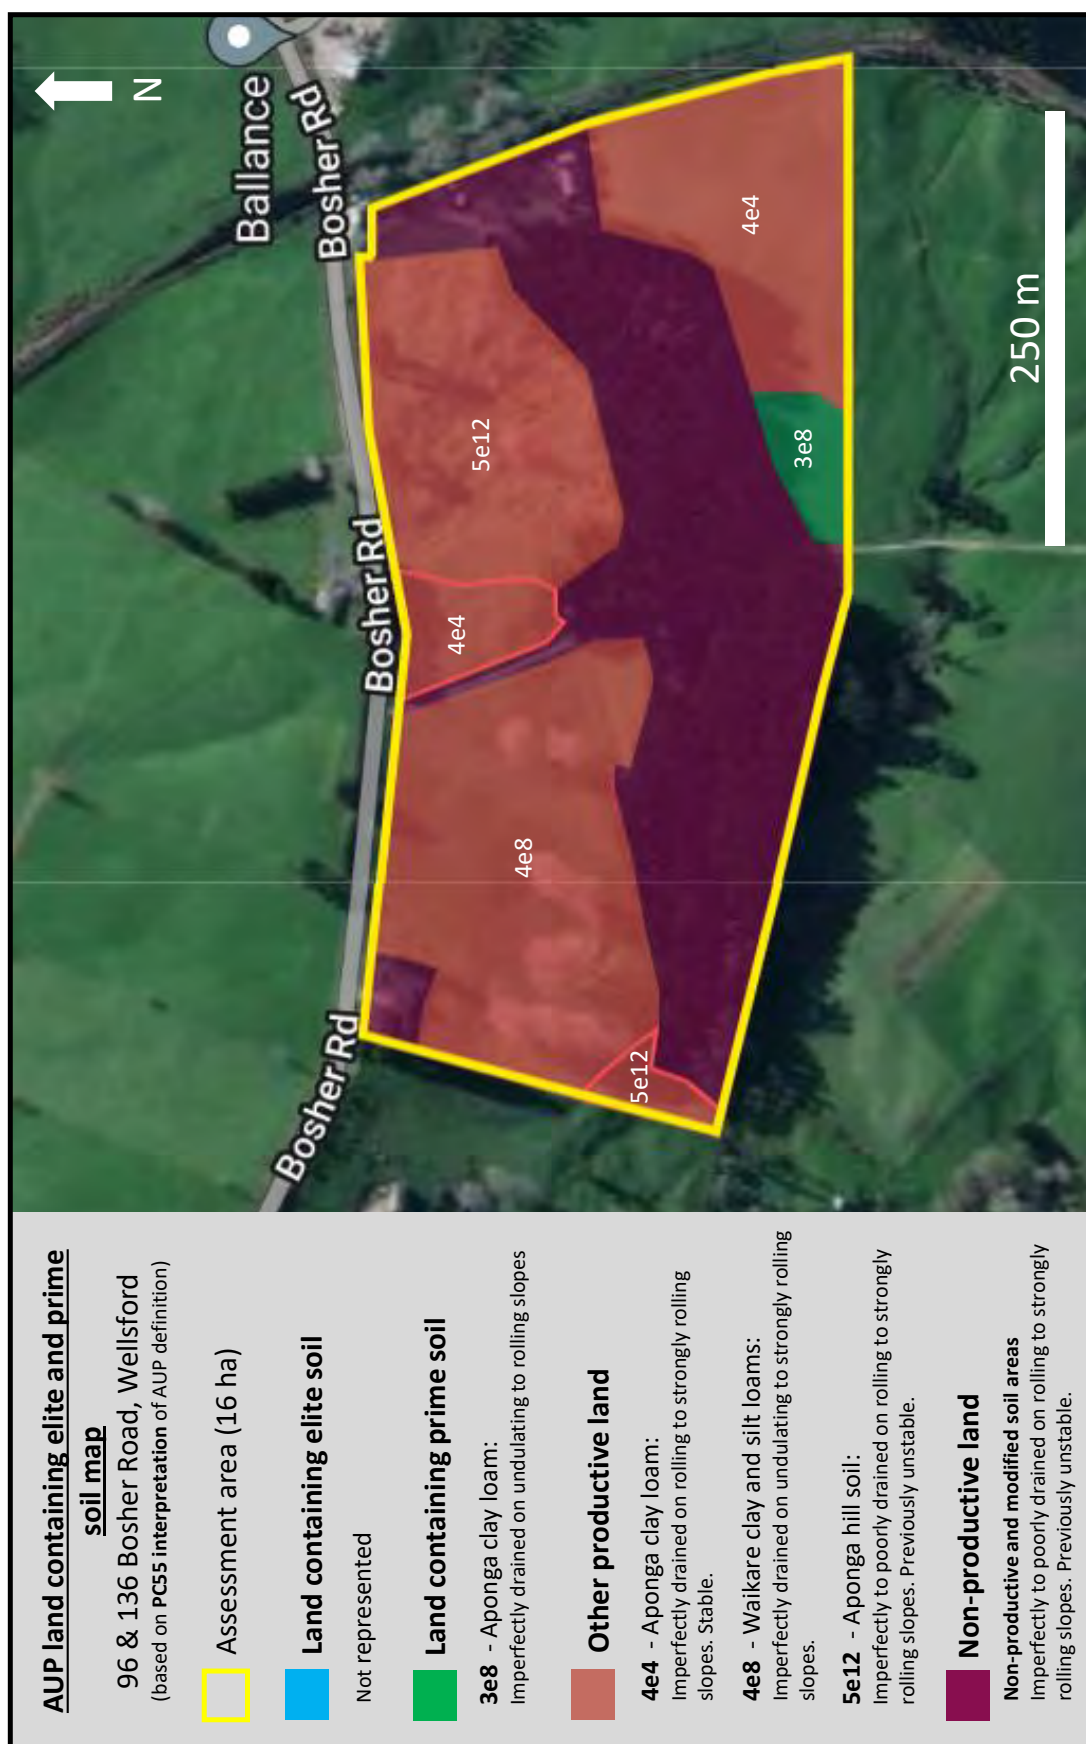 AUP land containing elite and prime
soil map
96 & 136 Bosher Road, Wellsford
(based on PC55 interpretation of AUP definition)
Assessment area (16 ha)
Land containing elite soil
Not represented
Land containing prime soil
3e8 - Aponga clay loam:
Imperfectly drained on undulating to rolling slopes
Other productive land
4e4 - Aponga clay loam:
Imperfectly drained on rolling to strongly rolling
slopes. Stable.
4e8 - Waikare clay and silt loams:
Imperfectly drained on undulating to strongly rolling
slopes.
5e12 - Aponga hill soil:
Imperfectly to poorly drained on rolling to strongly
rolling slopes. Previously unstable.
Non-productive land
Non-productive and modified soil areas
Imperfectly to poorly drained on rolling to strongly
rolling slopes. Previously unstable.
N
Ballance
Bosher Rd
Bosher Rd
Bosher Rd
5e12
4e8
4e4
5e12
3e8
4e4
250 m